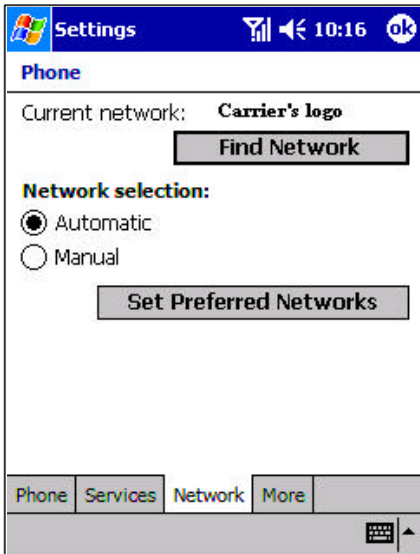 Settings 10:16 ok
Phone
Current network: Carrier's logo
Find Network
Network selection:
Automatic
Manual
Set Preferred Networks
Phone Services Network More